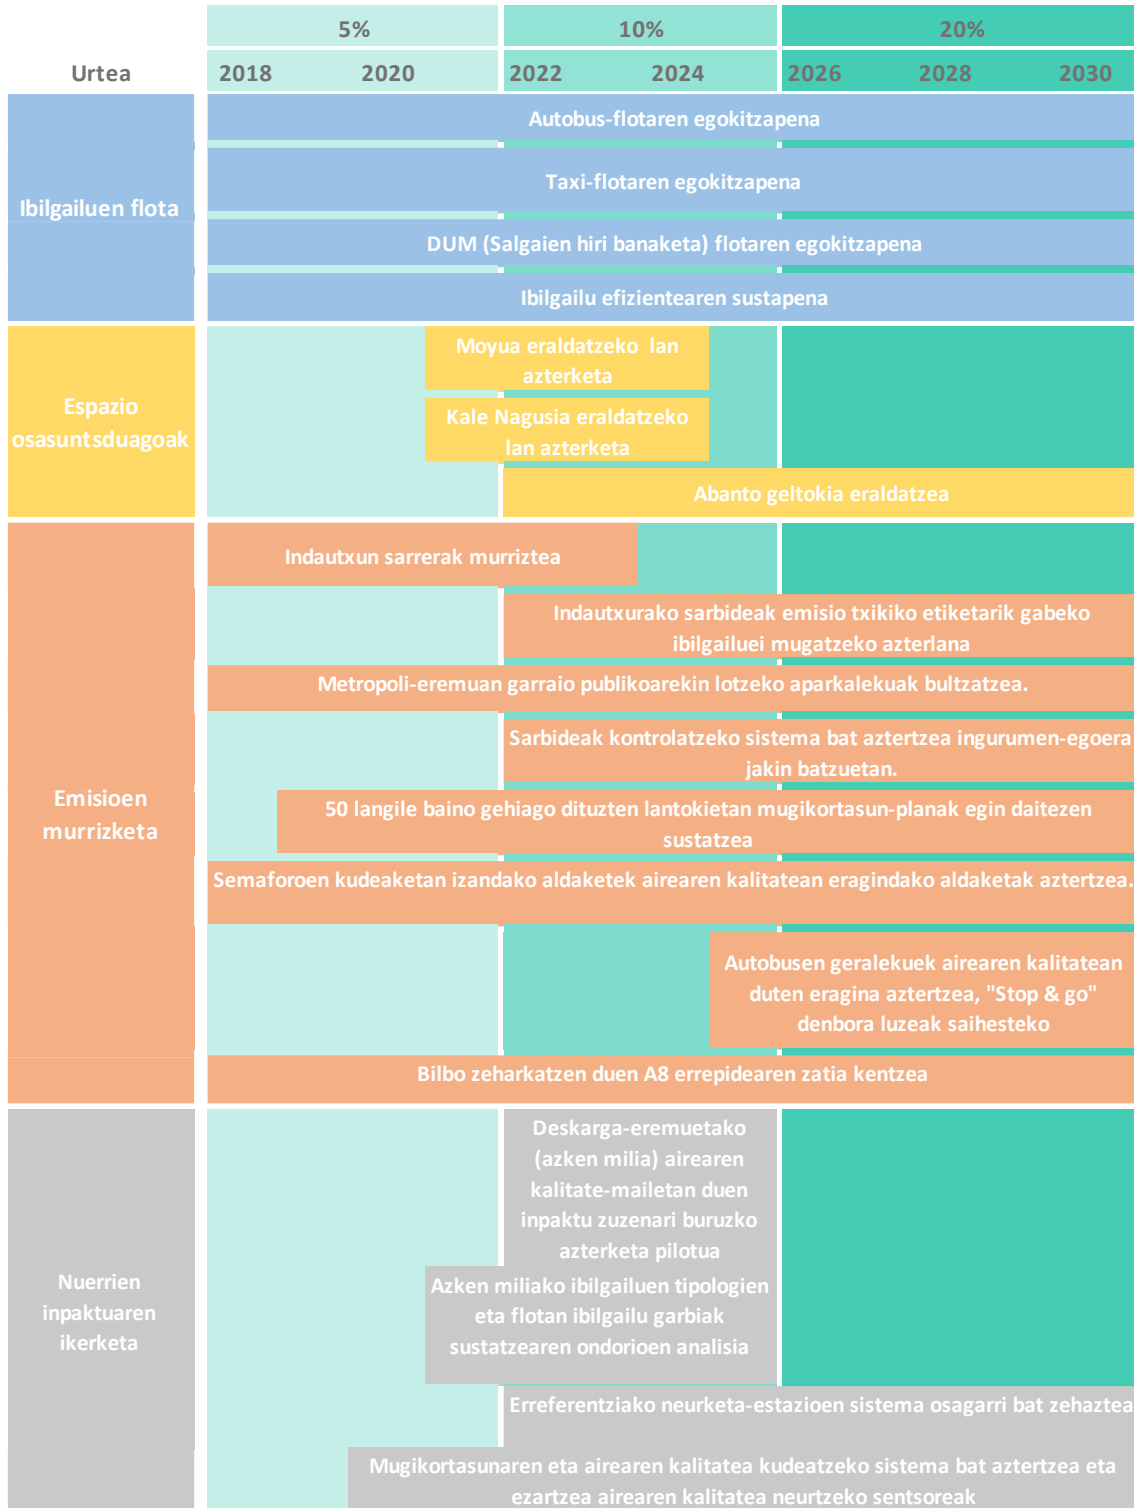 5% 10% 20%
Urtea 2018 2020 2022 2024 2026 2028 2030
Ibilgailuen flota
Autobus-flotaren egokitzapena
Taxi-flotaren egokitzapena
DUM (Salgaien hiri banaketa) flotaren egokitzapena
Ibilgailu efizientearen sustapena
Espazio
osasuntsduagoak
Moyua eraldatzeko lan
azterketa
Kale Nagusia eraldatzeko
lan azterketa
Abanto geltokia eraldatzea
Emisioen
murrizketa
Indautxun sarrerak murriztea
Indautxurako sarbideak emisio txikiko etiketarik gabeko
ibilgailuei mugatzeko azterlana
Metropoli-eremuan garraio publikoarekin lotzeko aparkalekuak bultzatzea.
Sarbideak kontrolatzeko sistema bat aztertzea ingurumen-egoera
jakin batzuetan.
50 langile baino gehiago dituzten lantokietan mugikortasun-planak egin daitezen
sustatzea
Semaforoen kudeaketan izandako aldaketek airearen kalitatean eragindako aldaketak aztertzea.
Autobusen geralekuek airearen kalitatean
duten eragina aztertzea, "Stop & go"
denbora luzeak saihesteko
Bilbo zeharkatzen duen A8 errepidearen zatia kentzea
Nuerrien
inpaktuaren
ikerketa
Deskarga-eremuetako
(azken milia) airearen
kalitate-mailetan duen
inpaktu zuzenari buruzko
azterketa pilotua
Azken miliako ibilgailuen tipologien
eta flotan ibilgailu garbiak
sustatzearen ondorioen analisia
Erreferentziako neurketa-estazioen sistema osagarri bat zehaztea
Mugikortasunaren eta airearen kalitatea kudeatzeko sistema bat aztertzea eta
ezartzea airearen kalitatea neurtzeko sentsoreak